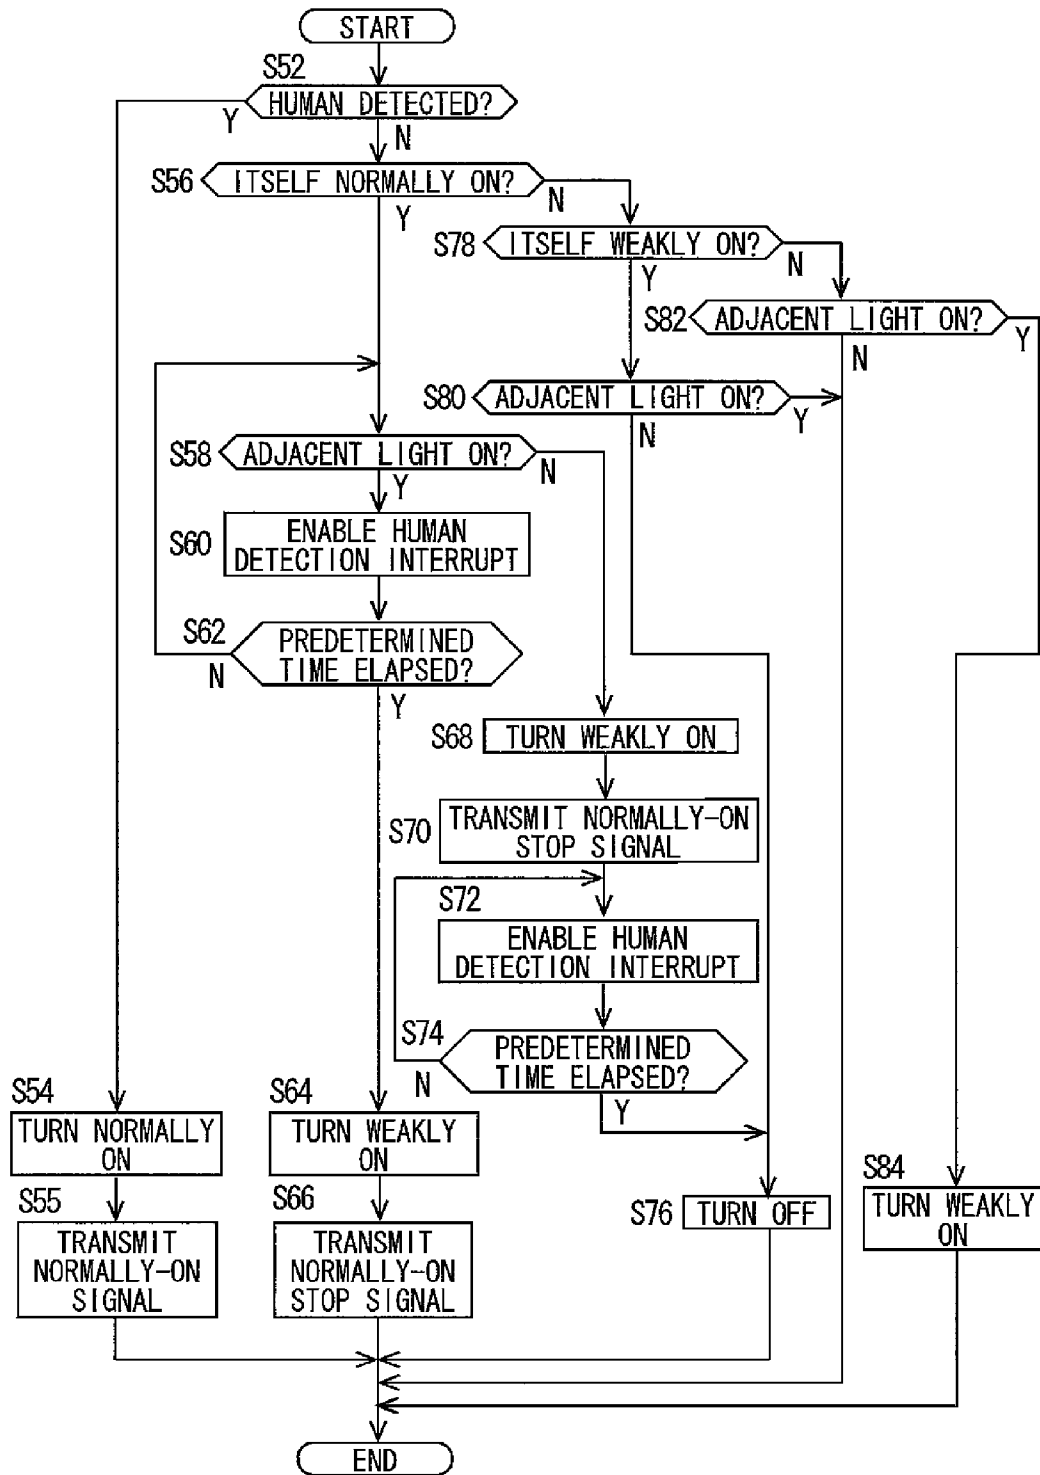 START
S52
HUMAN DETECTED?
Y
N
S56
ITSELF NORMALLY ON?
N
Y
S78
ITSELF WEAKLY ON?
N
Y
S82
ADJACENT LIGHT ON?
Y
N
S80
ADJACENT LIGHT ON?
Y
N
S58
ADJACENT LIGHT ON?
N
Y
S60
ENABLE HUMAN
DETECTION INTERRUPT
S62
PREDETERMINED
TIME ELAPSED?
N
Y
S68
TURN WEAKLY ON
S70
TRANSMIT NORMALLY-ON
STOP SIGNAL
S72
ENABLE HUMAN
DETECTION INTERRUPT
S74
PREDETERMINED
TIME ELAPSED?
N
Y
S54
TURN NORMALLY
ON
S64
TURN WEAKLY
ON
S55
TRANSMIT
NORMALLY-ON
SIGNAL
S66
TRANSMIT
NORMALLY-ON
STOP SIGNAL
S76
TURN OFF
S84
TURN WEAKLY
ON
END